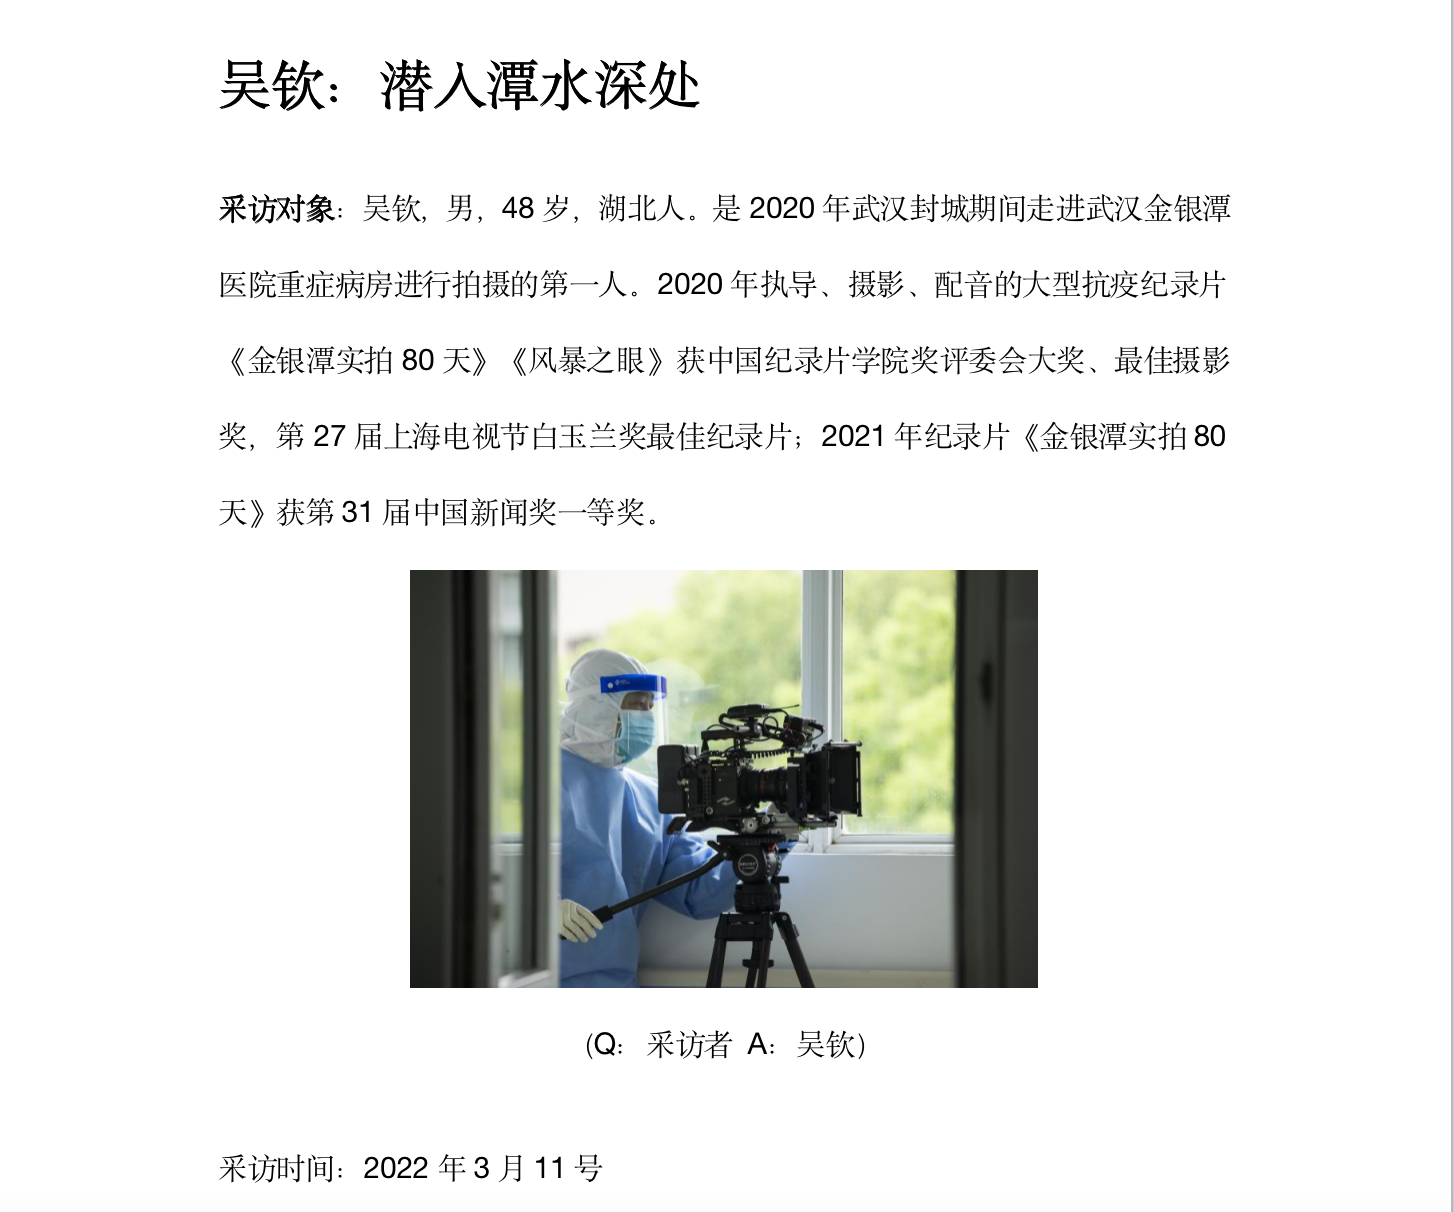 吴钦：潜入潭水深处
采访对象：吴钦，男，48 岁，湖北人。是 2020 年武汉封城期间走进武汉金银潭
医院重症病房进行拍摄的第一人。2020 年执导、摄影、配音的大型抗疫纪录片
《金银潭实拍 80 天》《风暴之眼》获中国纪录片学院奖评委会大奖、最佳摄影
奖，第 27 届上海电视节白玉兰奖最佳纪录片；2021 年纪录片《金银潭实拍 80
天》获第 31 届中国新闻奖一等奖。
（Q： 采访者 A：吴钦）
采访时间：2022 年 3 月 11 号